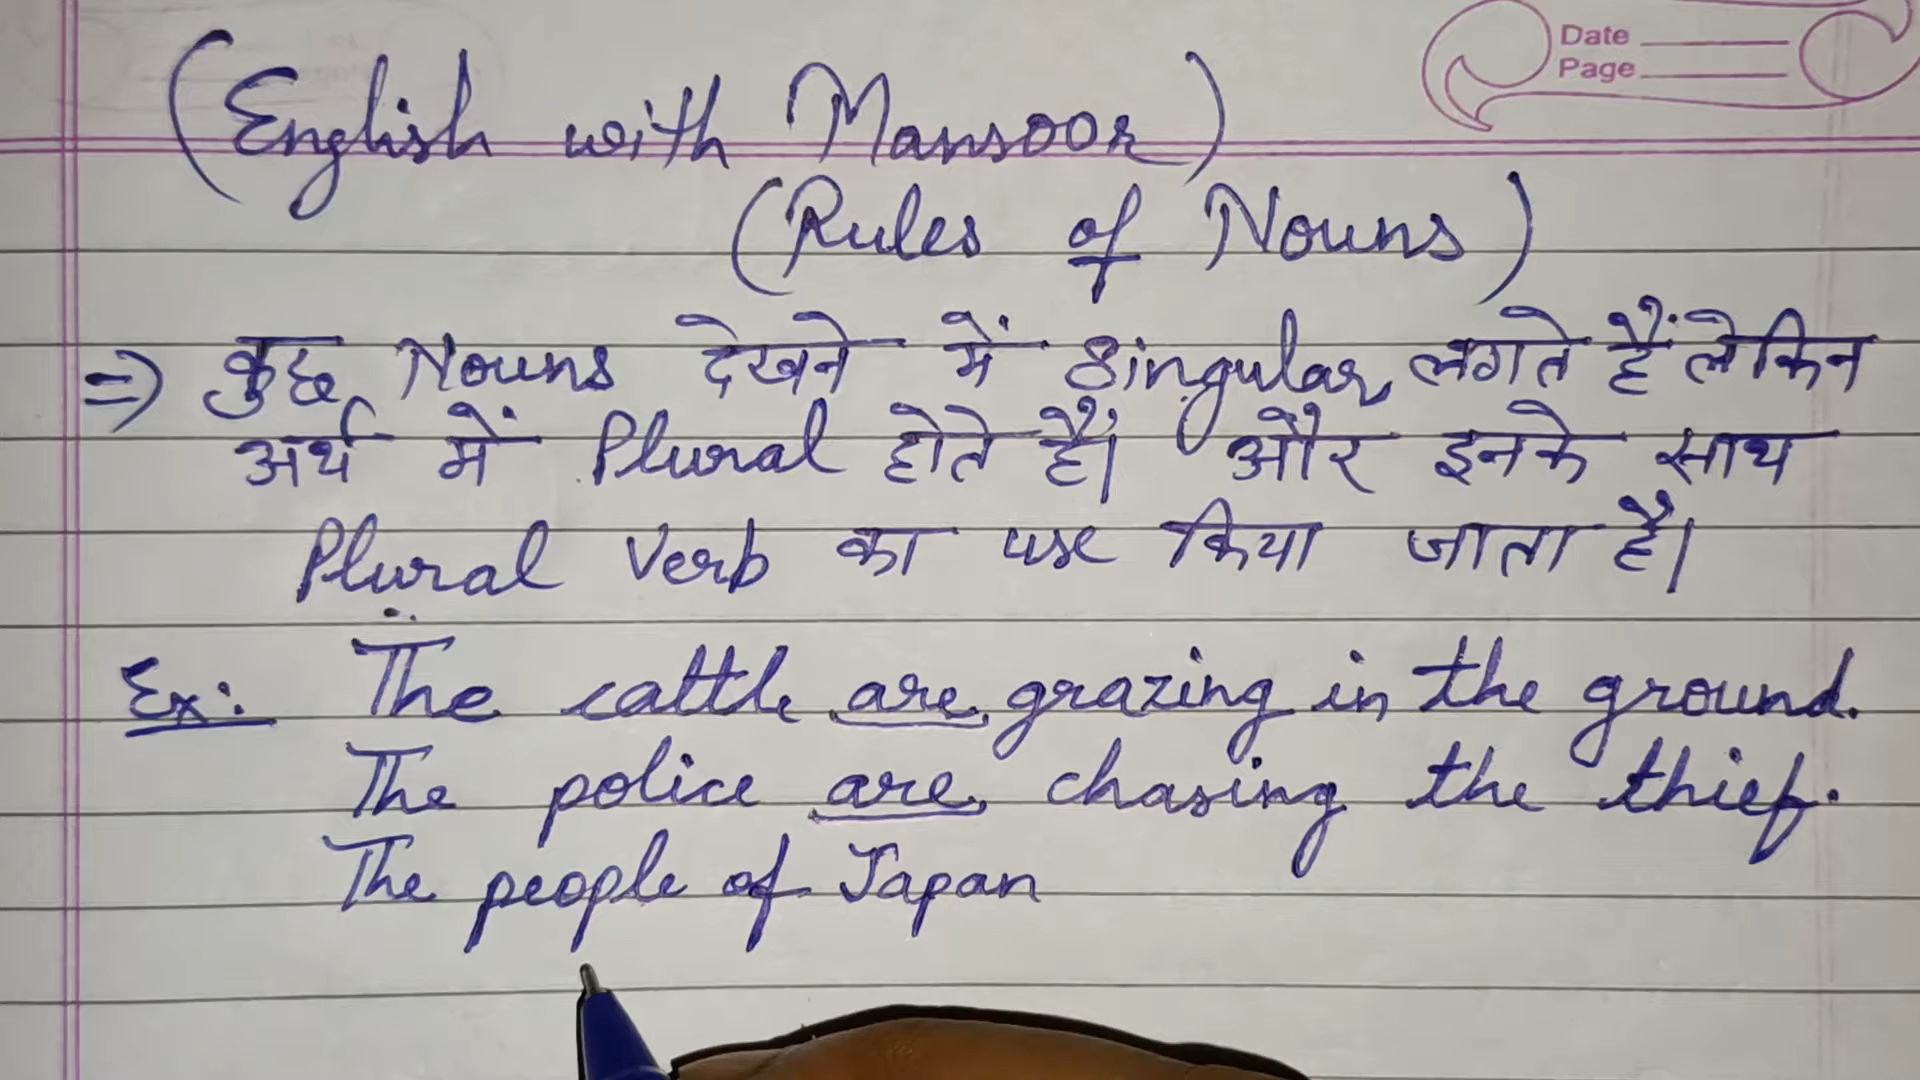 Date
Page
(English with Mansoor)
(Rules of Nouns)
=> कुछ Nouns देखने में Singular लगते हैं लेकिन
अर्थ में Plural होते हैं। और इनके साथ
Plural Verb का use किया जाता है।
Ex: The cattle are grazing in the ground.
The police are chasing the thief.
The people of Japan